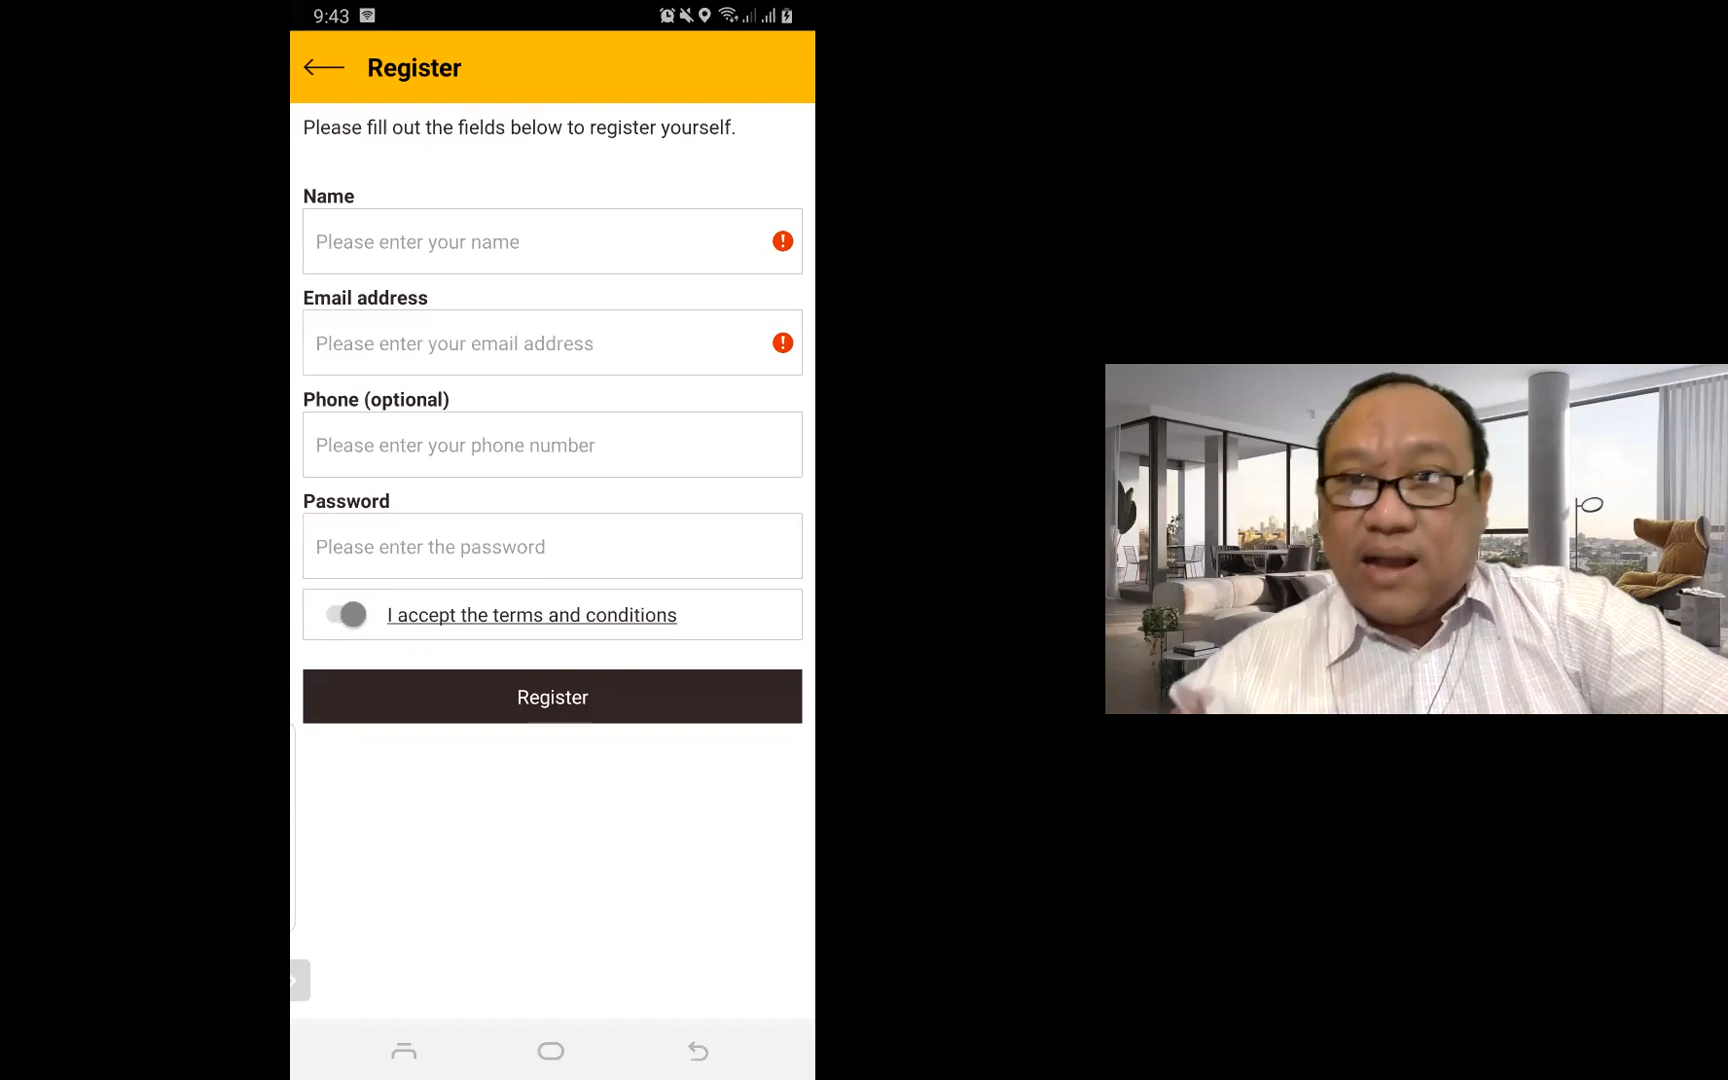 9:43
Register
Please fill out the fields below to register yourself.
Name
Please enter your name
Email address
Please enter your email address
Phone (optional)
Please enter your phone number
Password
Please enter the password
I accept the terms and conditions
Register